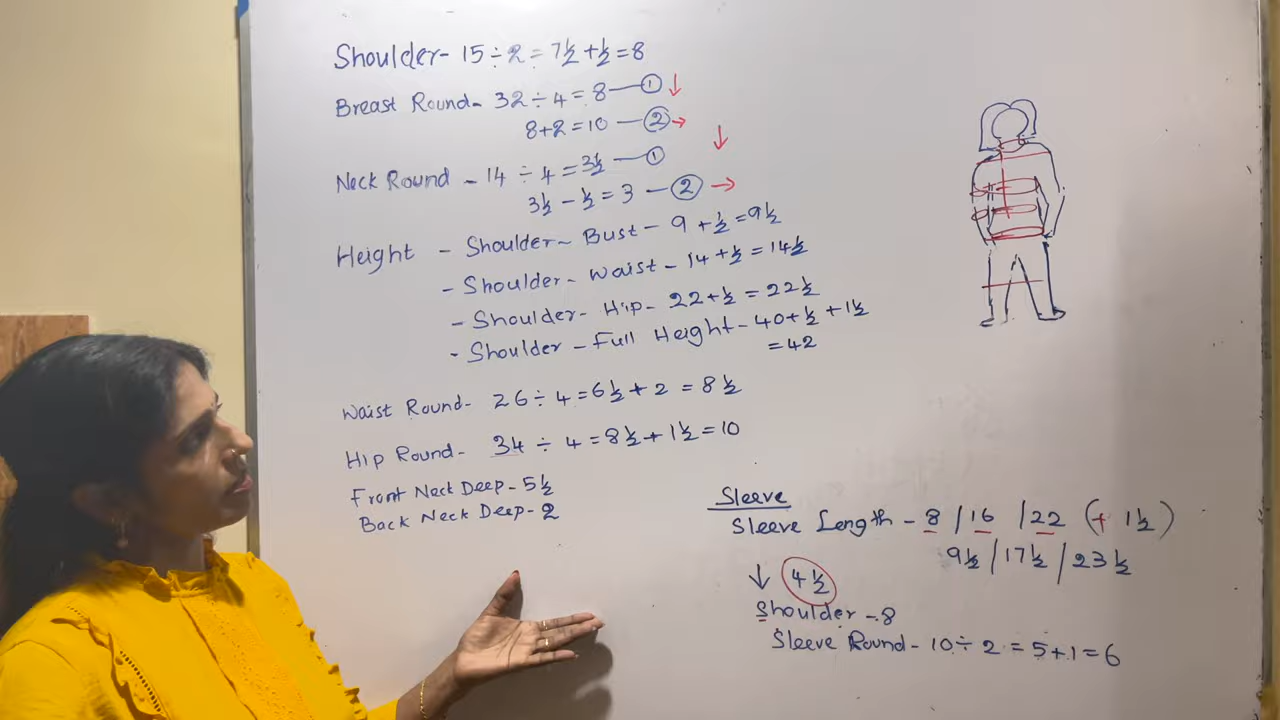 Shoulder- 15 ÷ 2 = 7½ + ½ = 8
Breast Round- 32 ÷ 4 = 8 — ① ↓
8+2 = 10 — ② →
Neck Round - 14 ÷ 4 = 3½ — ① ↓
3½ - ½ = 3 — ② →
Height - Shoulder - Bust - 9 + ½ = 9½
- Shoulder - Waist - 14 + ½ = 14½
- Shoulder - Hip - 22 + ½ = 22½
- Shoulder - Full Height - 40 + ½ + 1½
= 42
Waist Round- 26 ÷ 4 = 6½ + 2 = 8½
Hip Round- 34 ÷ 4 = 8½ + 1½ = 10
Front Neck Deep - 5½
Back Neck Deep - 2
Sleeve
Sleeve Length - 8 / 16 / 22 (+ 1½)
9½ / 17½ / 23½
↓ 4½
Shoulder - 8
Sleeve Round - 10 ÷ 2 = 5 + 1 = 6